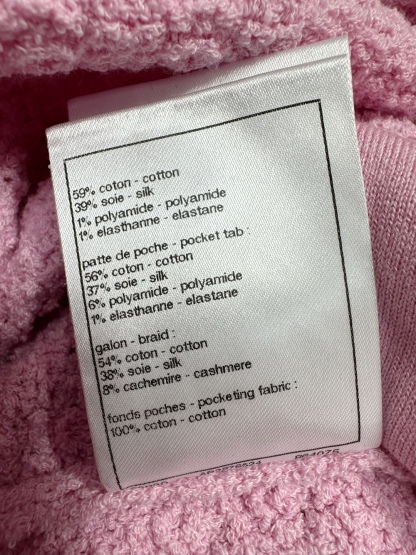 59% coton - cotton
39% soie - silk
1% polyamide - polyamide
1% elasthanne - elastane
patte de poche - pocket tab :
56% coton - cotton
37% soie - silk
6% polyamide - polyamide
1% elasthanne - elastane
galon - braid :
54% coton - cotton
38% soie - silk
8% cachemire - cashmere
fonds poches - pocketing fabric :
100% coton - cotton